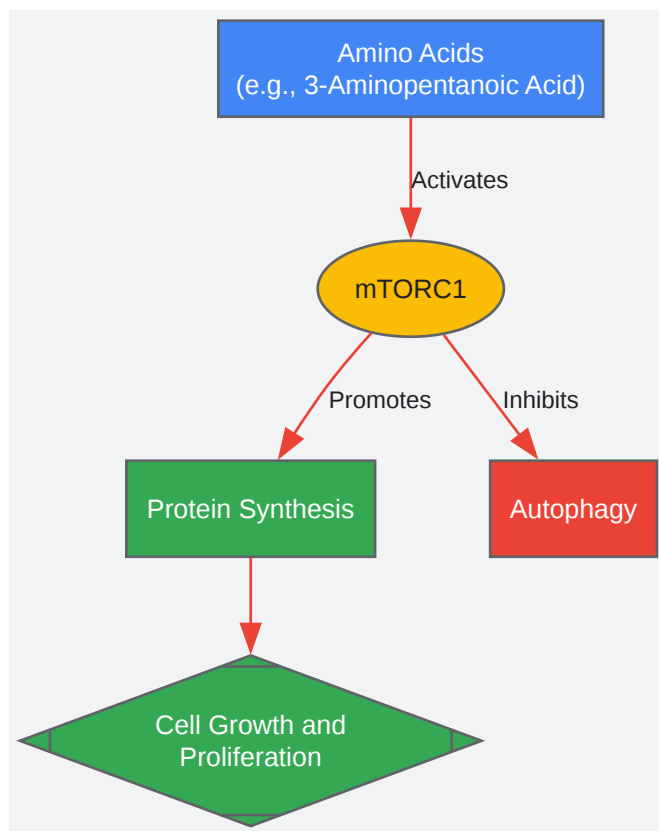 Amino Acids
(e.g., 3-Aminopentanoic Acid)
Activates
mTORC1
Promotes
Inhibits
Protein Synthesis
Autophagy
Cell Growth and
Proliferation